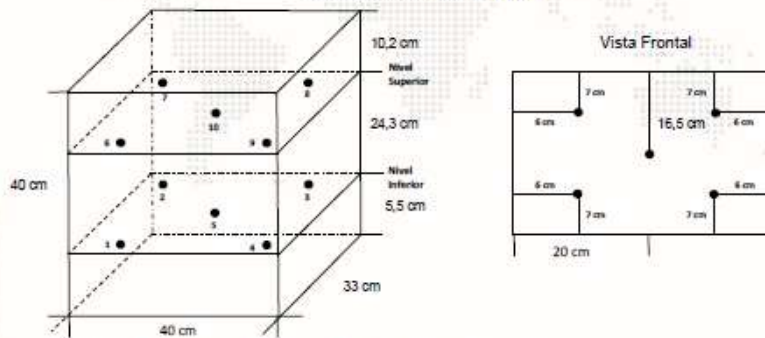 10,2 cm
Nivel
Superior
7
8
10
24,3 cm
6
9
40 cm
Nivel
Inferior
2
3
5,5 cm
5
1
4
33 cm
40 cm
Vista Frontal
7 cm
7 cm
16,5 cm
6 cm
6 cm
6 cm
6 cm
7 cm
7 cm
20 cm